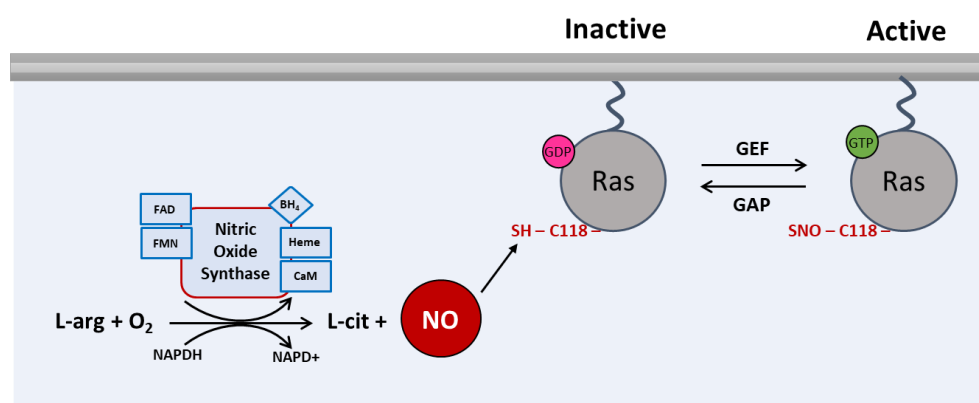 Inactive
Active
GDP
Ras
GEF
GAP
GTP
Ras
SH – C118 –
SNO – C118 –
FAD
FMN
Nitric
Oxide
Synthase
BH₄
Heme
CaM
L-arg + O₂
L-cit +
NO
NAPDH
NAPD+